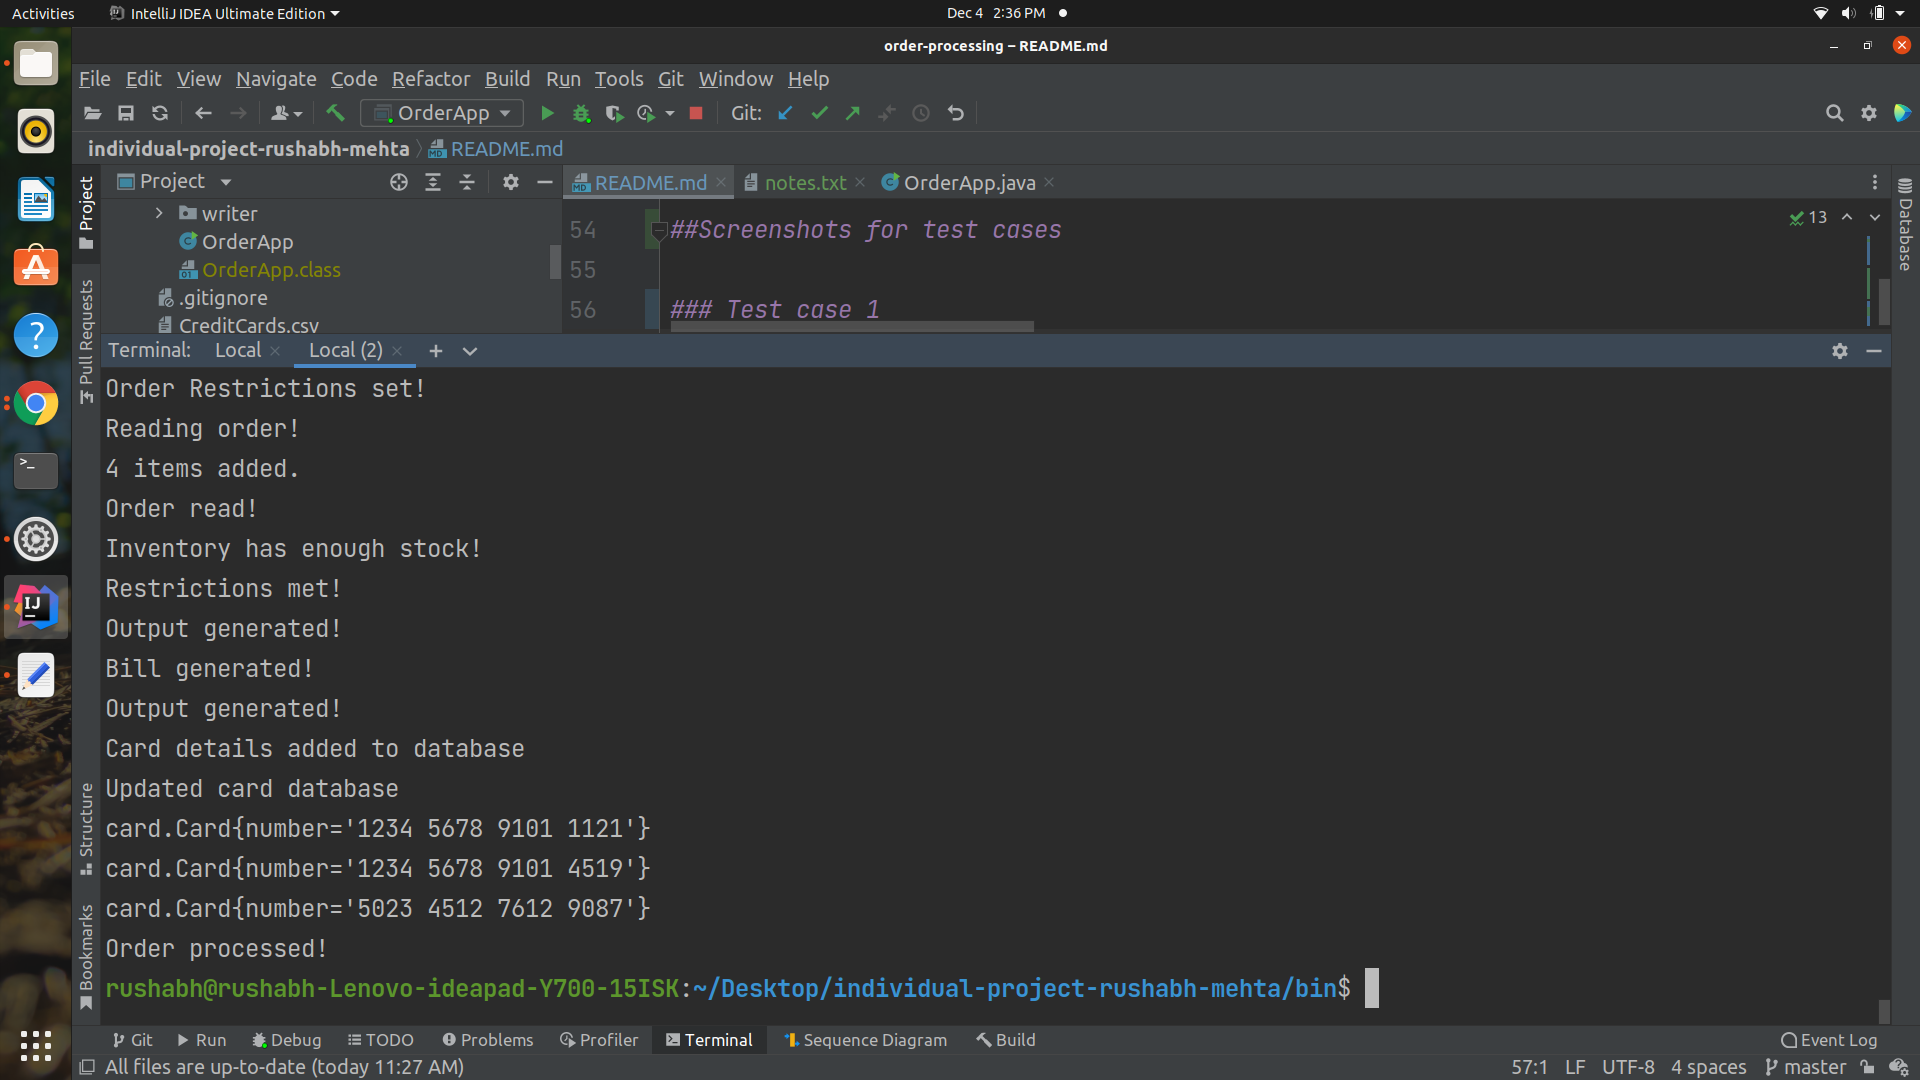 Activities
IntelliJ IDEA Ultimate Edition
Dec 4 2:36 PM
order-processing – README.md
File Edit View Navigate Code Refactor Build Run Tools Git Window Help
OrderApp
Git:
individual-project-rushabh-mehta
README.md
Project
README.md
notes.txt
OrderApp.java
Project
Pull Requests
Structure
Bookmarks
Database
writer
OrderApp
OrderApp.class
.gitignore
CreditCards.csv
54 ##Screenshots for test cases
55
56 ### Test case 1
13
Terminal: Local Local (2)
Order Restrictions set!
Reading order!
4 items added.
Order read!
Inventory has enough stock!
Restrictions met!
Output generated!
Bill generated!
Output generated!
Card details added to database
Updated card database
card.Card{number='1234 5678 9101 1121'}
card.Card{number='1234 5678 9101 4519'}
card.Card{number='5023 4512 7612 9087'}
Order processed!
rushabh@rushabh-Lenovo-ideapad-Y700-15ISK:~/Desktop/individual-project-rushabh-mehta/bin$
Git Run Debug TODO Problems Profiler Terminal Sequence Diagram Build Event Log
All files are up-to-date (today 11:27 AM)
57:1 LF UTF-8 4 spaces master